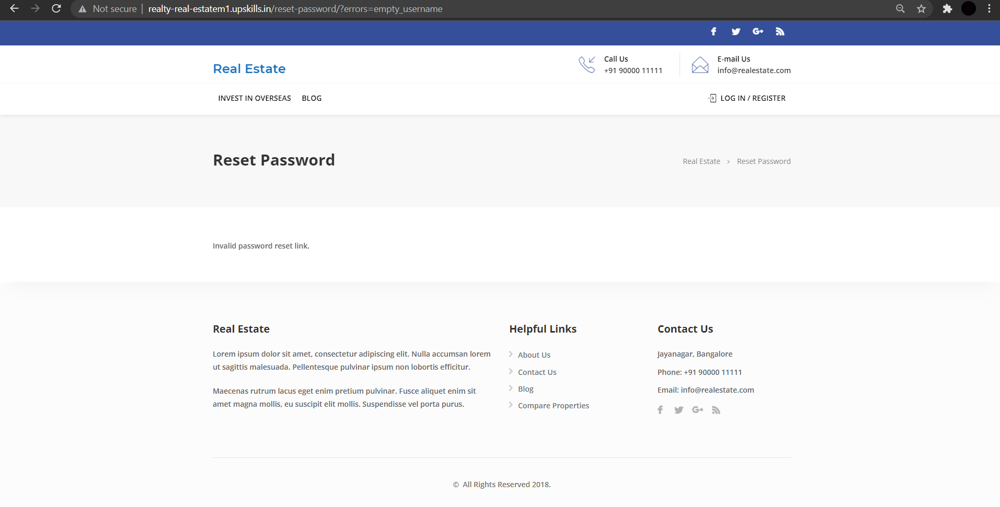 Not secure | realty-real-estatem1.upskills.in/reset-password/?errors=empty_username
Call Us
+91 90000 11111
E-mail Us
info@realestate.com
Real Estate
INVEST IN OVERSEAS BLOG LOG IN / REGISTER
Reset Password
Real Estate > Reset Password
Invalid password reset link.
Real Estate
Lorem ipsum dolor sit amet, consectetur adipiscing elit. Nulla accumsan lorem
ut sagittis malesuada. Pellentesque pulvinar ipsum non lobortis efficitur.
Maecenas rutrum lacus eget enim pretium pulvinar. Fusce aliquet enim sit
amet magna mollis, eu suscipit elit mollis. Suspendisse vel porta purus.
Helpful Links
About Us
Contact Us
Blog
Compare Properties
Contact Us
Jayanagar, Bangalore
Phone: +91 90000 11111
Email: info@realestate.com
© All Rights Reserved 2018.